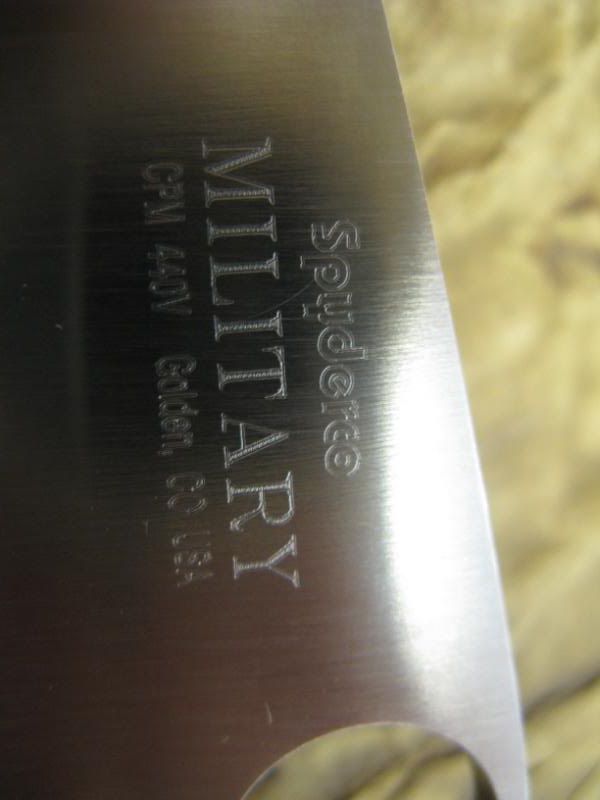 Spyderco
MILITARY
CPM 440V Golden, CO USA